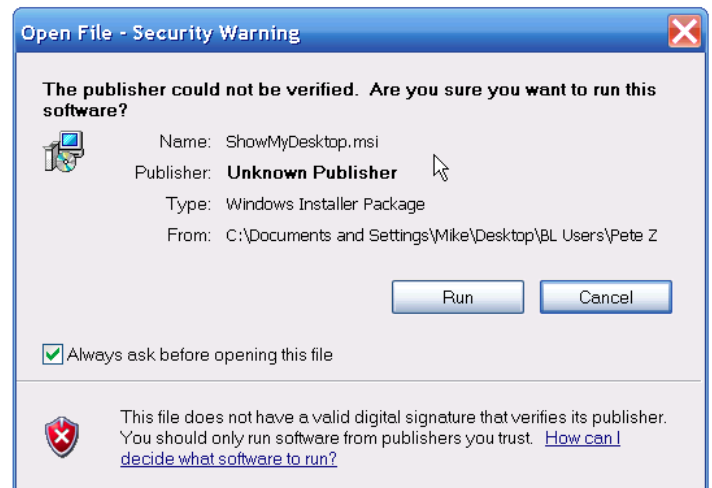 Open File - Security Warning
The publisher could not be verified. Are you sure you want to run this
software?
Name: ShowMyDesktop.msi
Publisher: Unknown Publisher
Type: Windows Installer Package
From: C:\Documents and Settings\Mike\Desktop\BL Users\Pete Z
Run Cancel
Always ask before opening this file
This file does not have a valid digital signature that verifies its publisher.
You should only run software from publishers you trust. How can I
decide what software to run?